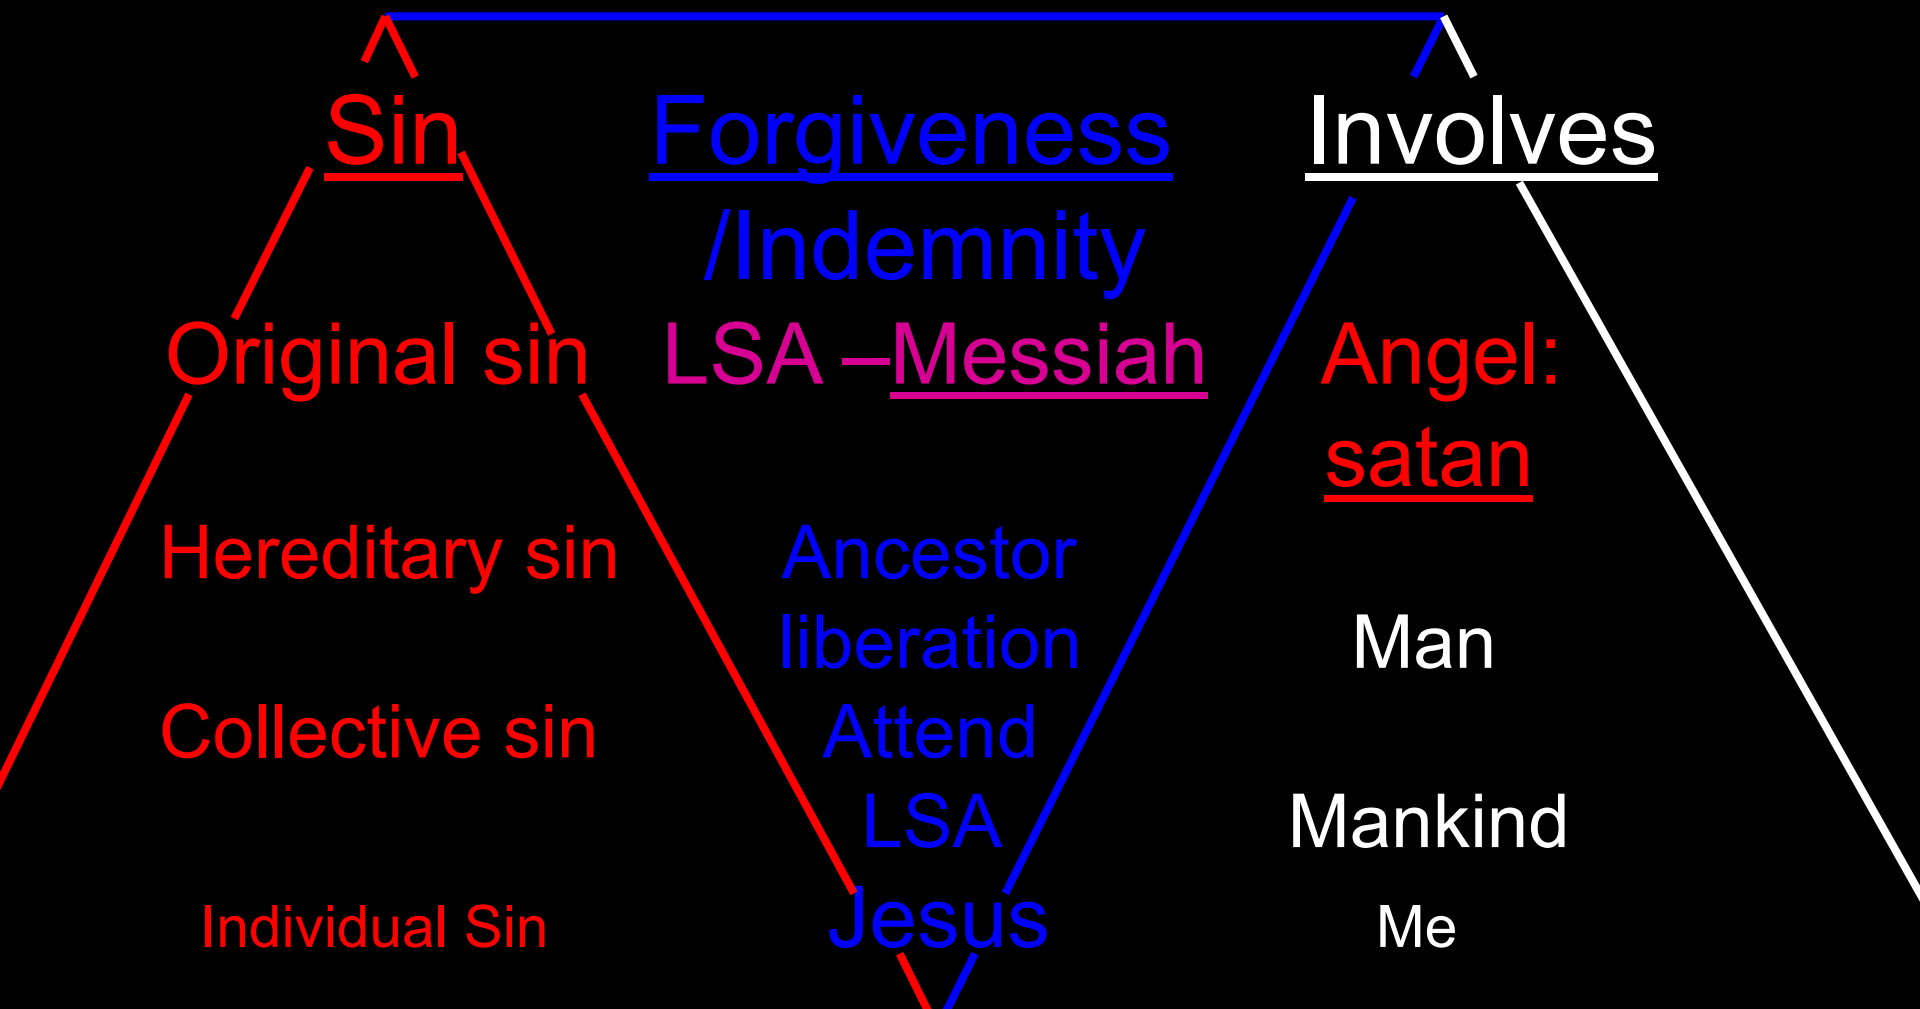 Sin Forgiveness Involves
/Indemnity
Original sin LSA –Messiah Angel:
satan
Hereditary sin Ancestor
liberation Man
Collective sin Attend
LSA Mankind
Individual Sin Jesus Me